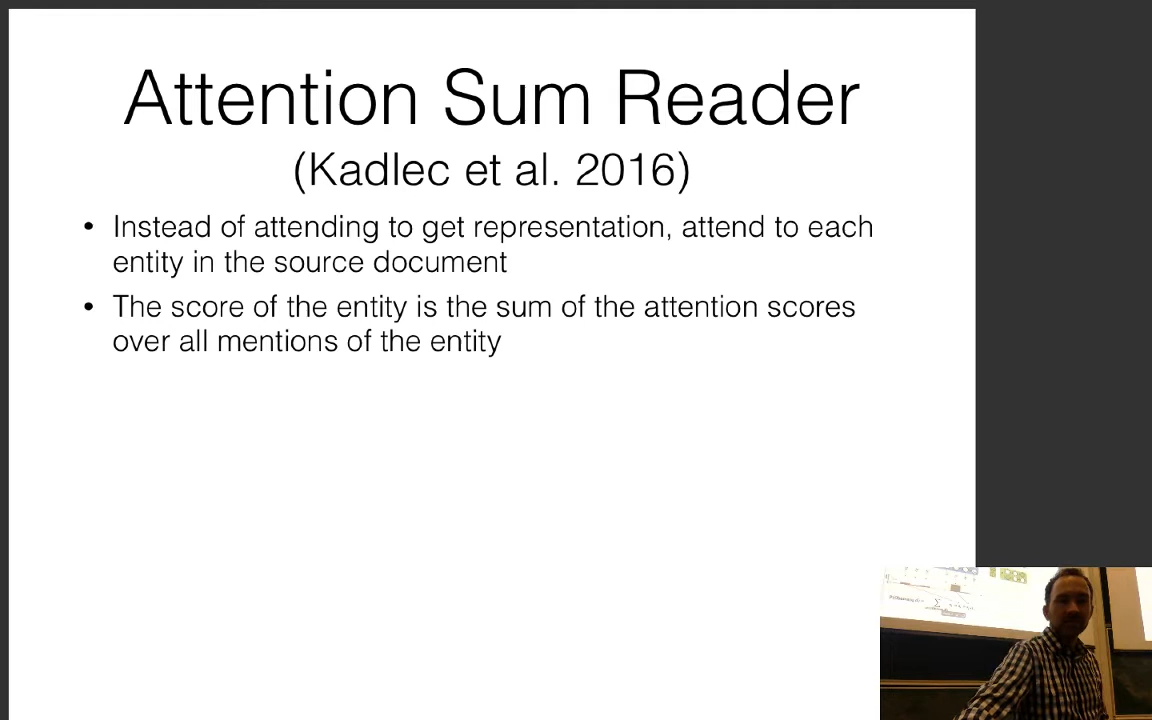 Attention Sum Reader
(Kadlec et al. 2016)
• Instead of attending to get representation, attend to each
entity in the source document
• The score of the entity is the sum of the attention scores
over all mentions of the entity